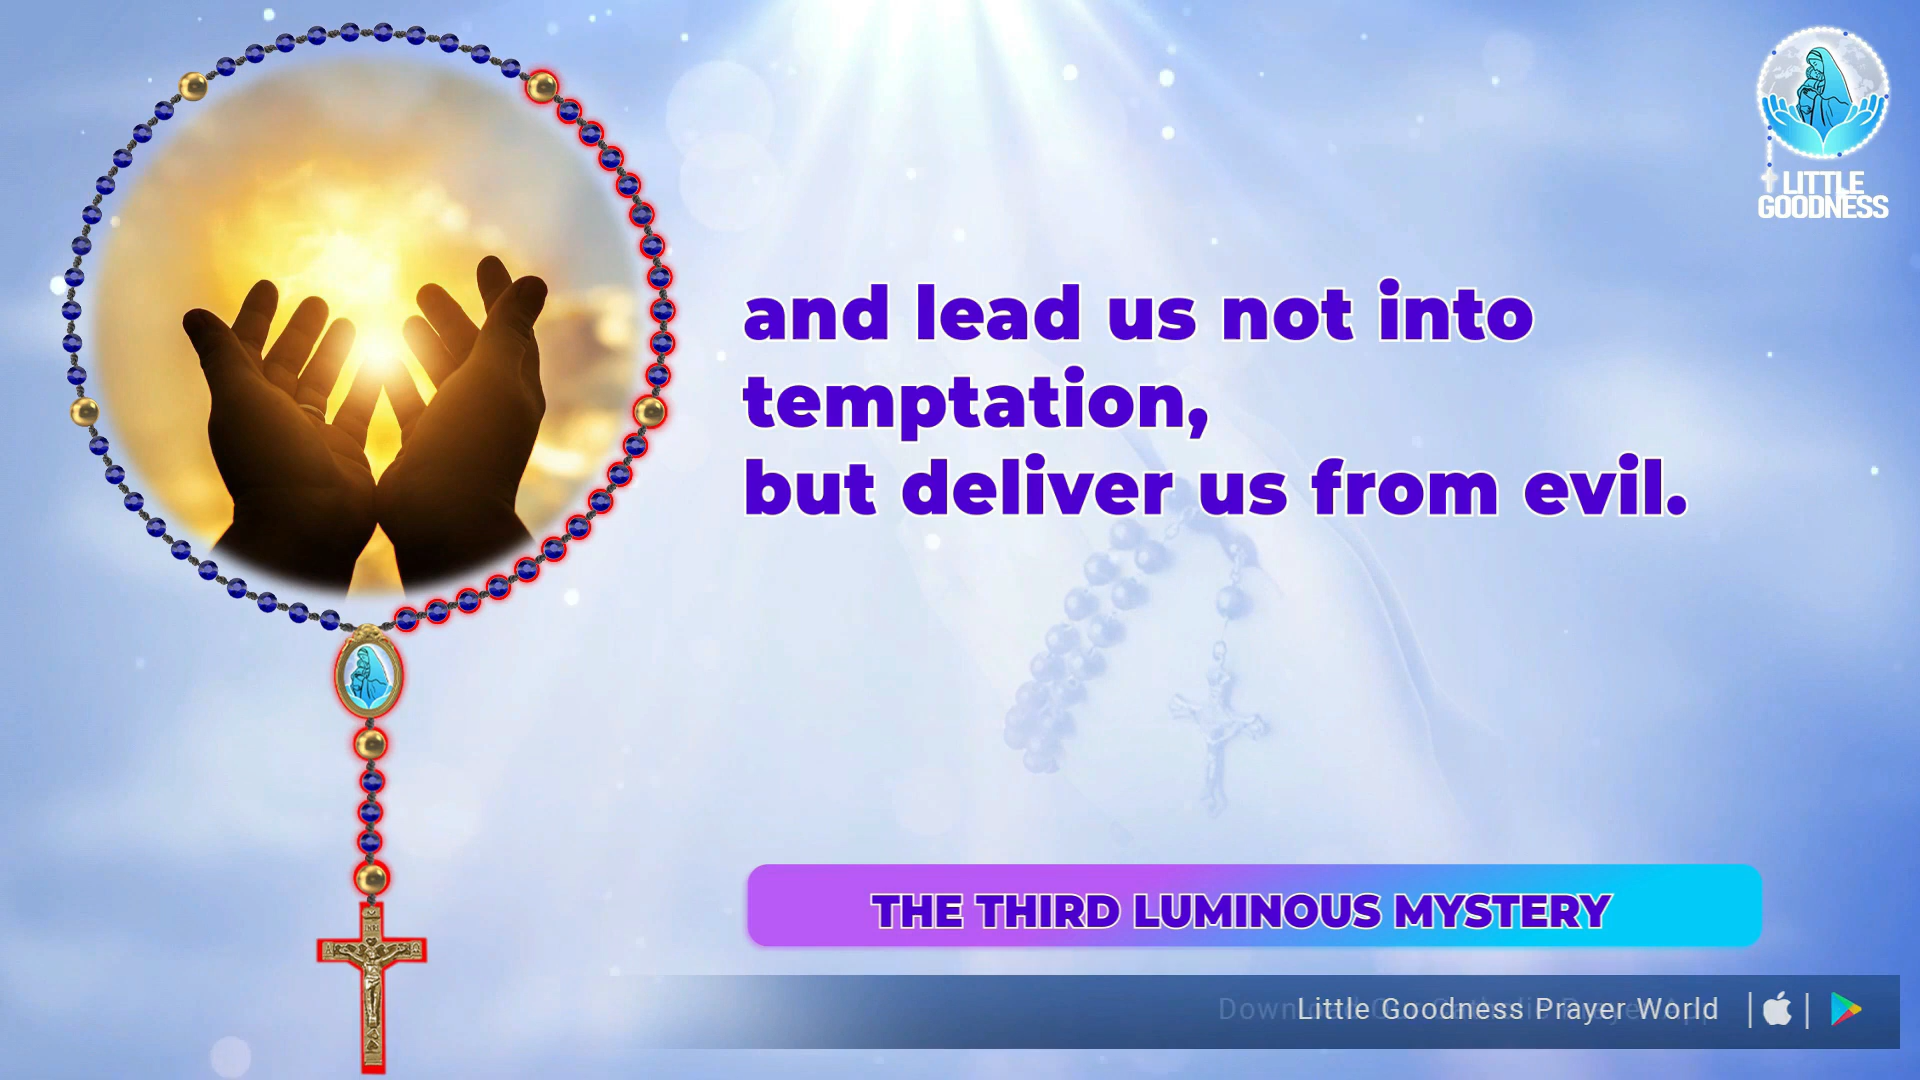 LITTLE
GOODNESS
and lead us not into
temptation,
but deliver us from evil.
THE THIRD LUMINOUS MYSTERY
Little Goodness Prayer World
INRI